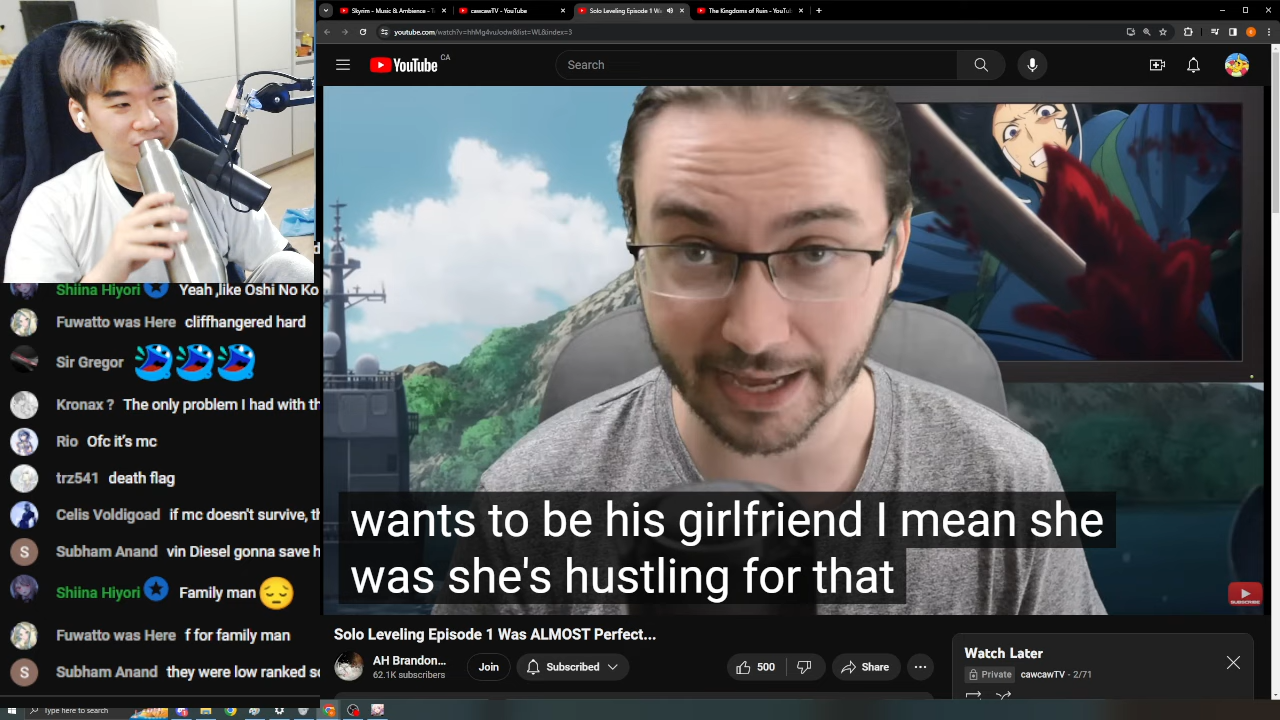 Skyrim - Music & Ambience - T
cawcawTV - YouTube
Solo Leveling Episode 1 Wa
The Kingdoms of Ruin - YouTu
youtube.com/watch?v=hhMg4vuJodw&list=WL&index=3
YouTube CA
Search
wants to be his girlfriend I mean she
was she's hustling for that
SUBSCRIBE
Solo Leveling Episode 1 Was ALMOST Perfect...
AH Brandon...
62.1K subscribers
Join
Subscribed
500
Share
Watch Later
Private cawcawTV - 2/71
Shiina Hiyori Yeah ,like Oshi No Ko
Fuwatto was Here cliffhangered hard
Sir Gregor
Kronax ? The only problem I had with th
Rio Ofc it's mc
trz541 death flag
Celis Voldigoad if mc doesn't survive, th
S Subham Anand vin Diesel gonna save h
Shiina Hiyori Family man
Fuwatto was Here f for family man
S Subham Anand they were low ranked so
Type here to search